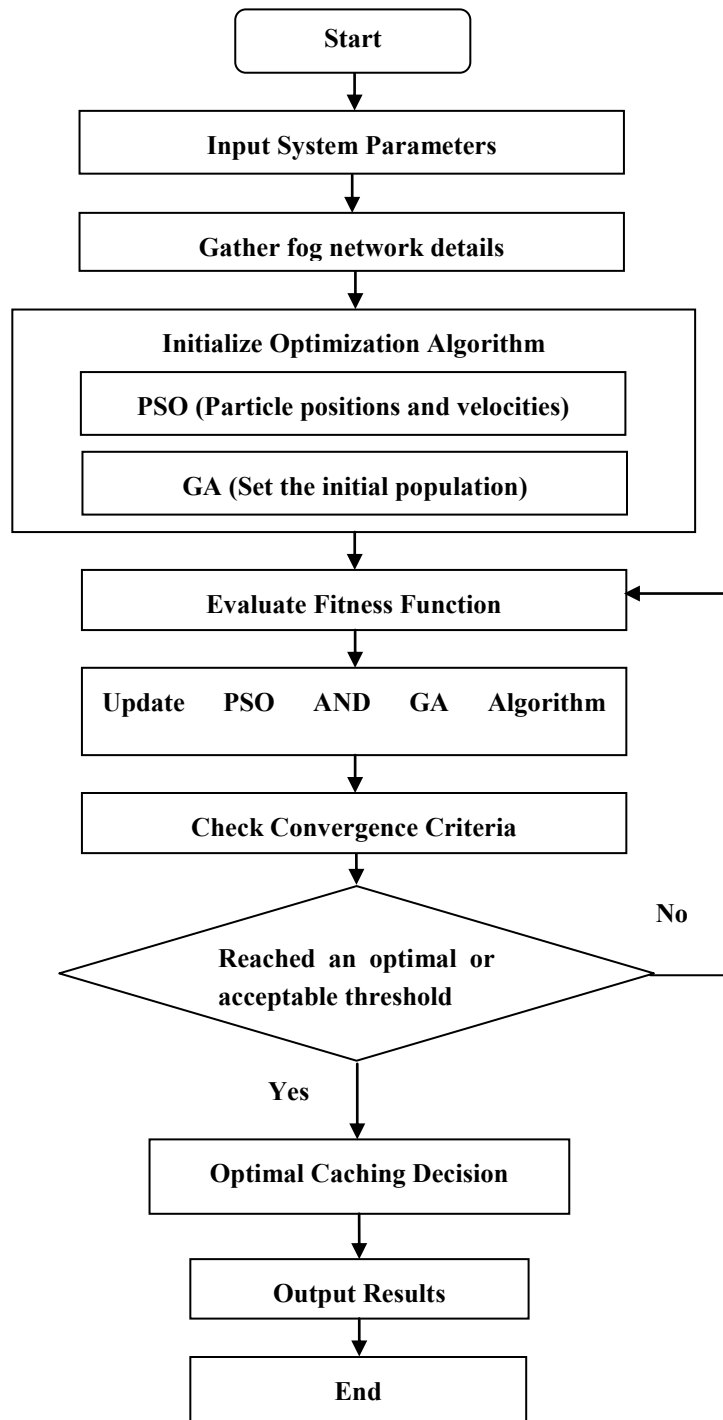 Start
Input System Parameters
Gather fog network details
Initialize Optimization Algorithm
PSO (Particle positions and velocities)
GA (Set the initial population)
Evaluate Fitness Function
Update PSO AND GA Algorithm
Check Convergence Criteria
No
Reached an optimal or
acceptable threshold
Yes
Optimal Caching Decision
Output Results
End